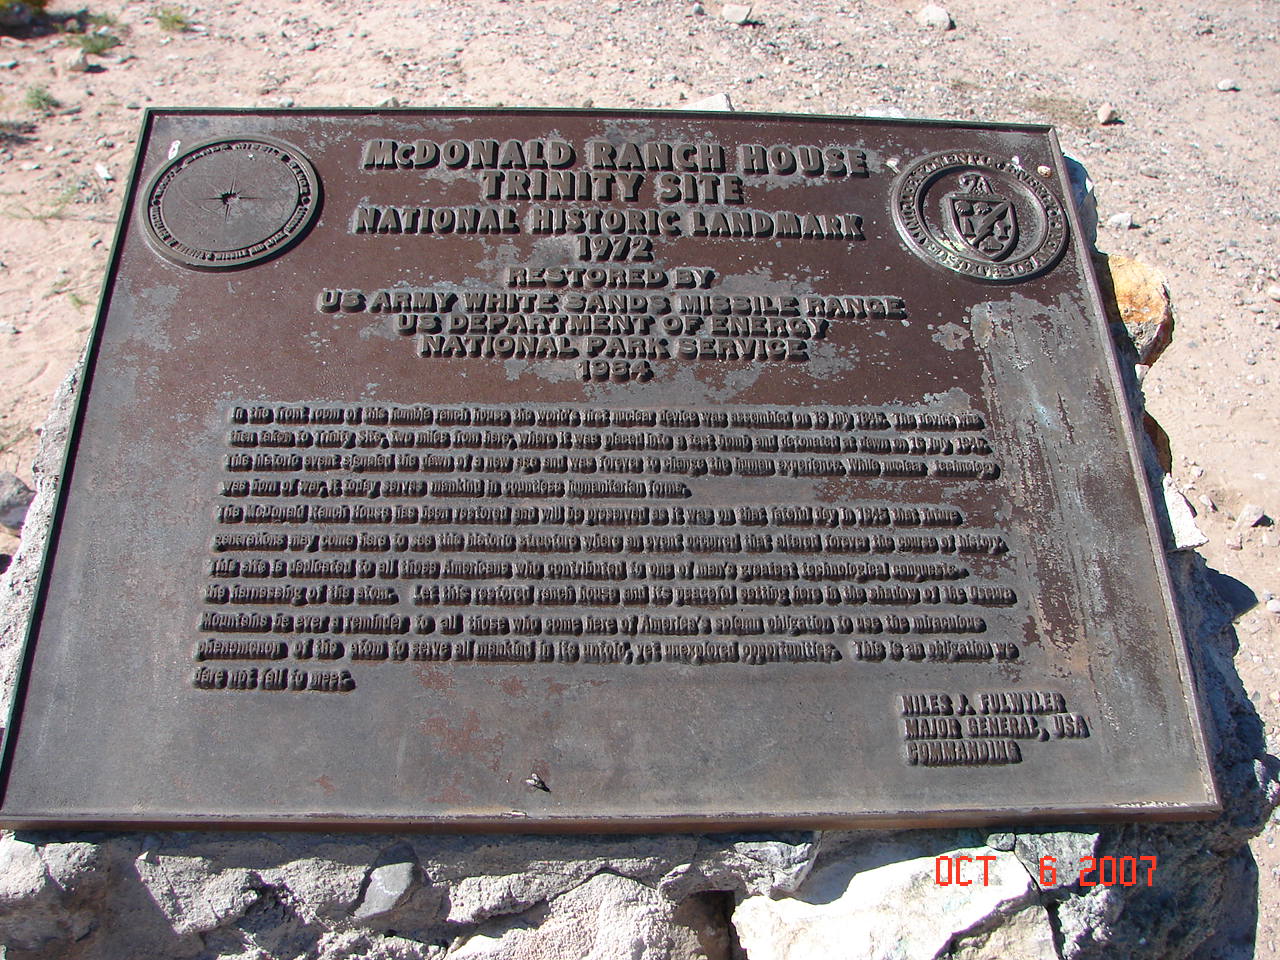 McDONALD RANCH HOUSE
TRINITY SITE
NATIONAL HISTORIC LANDMARK
1972
RESTORED BY
US ARMY WHITE SANDS MISSILE RANGE
US DEPARTMENT OF ENERGY
NATIONAL PARK SERVICE
1984
In the front room of this humble ranch house the world's first nuclear device was assembled on 13 July 1945. The device was
then taken to Trinity Site, two miles from here, where it was placed into a test and detonated at dawn 16 July 1945.
This historic event signaled the dawn of a new age and was forever to change the human experience. While nuclear technology
was born of war, it today serves mankind in countless humanitarian forms.
The McDonald Ranch House has been restored and will be preserved as it was on that fateful day in 1945 that future
generations may come here to see this historic structure where an event occured that altered forever the course of history.
This site is dedicated to all those Americans who contributed to one of man's greatest technological conquests,
the harnessing of the atom. Let this restored ranch house and its peaceful setting here in the shadow of the Oscura
Mountains be ever a reminder to all those who come here of America's solemn obligation to use the miraculous
phenomenon of the atom to serve all mankind in its untold, yet unexplored opportunities. This is an obligation we
dare not fail to meet.
NILES J. FULWYLER
MAJOR GENERAL, USA
COMMANDING
OCT 6 2007